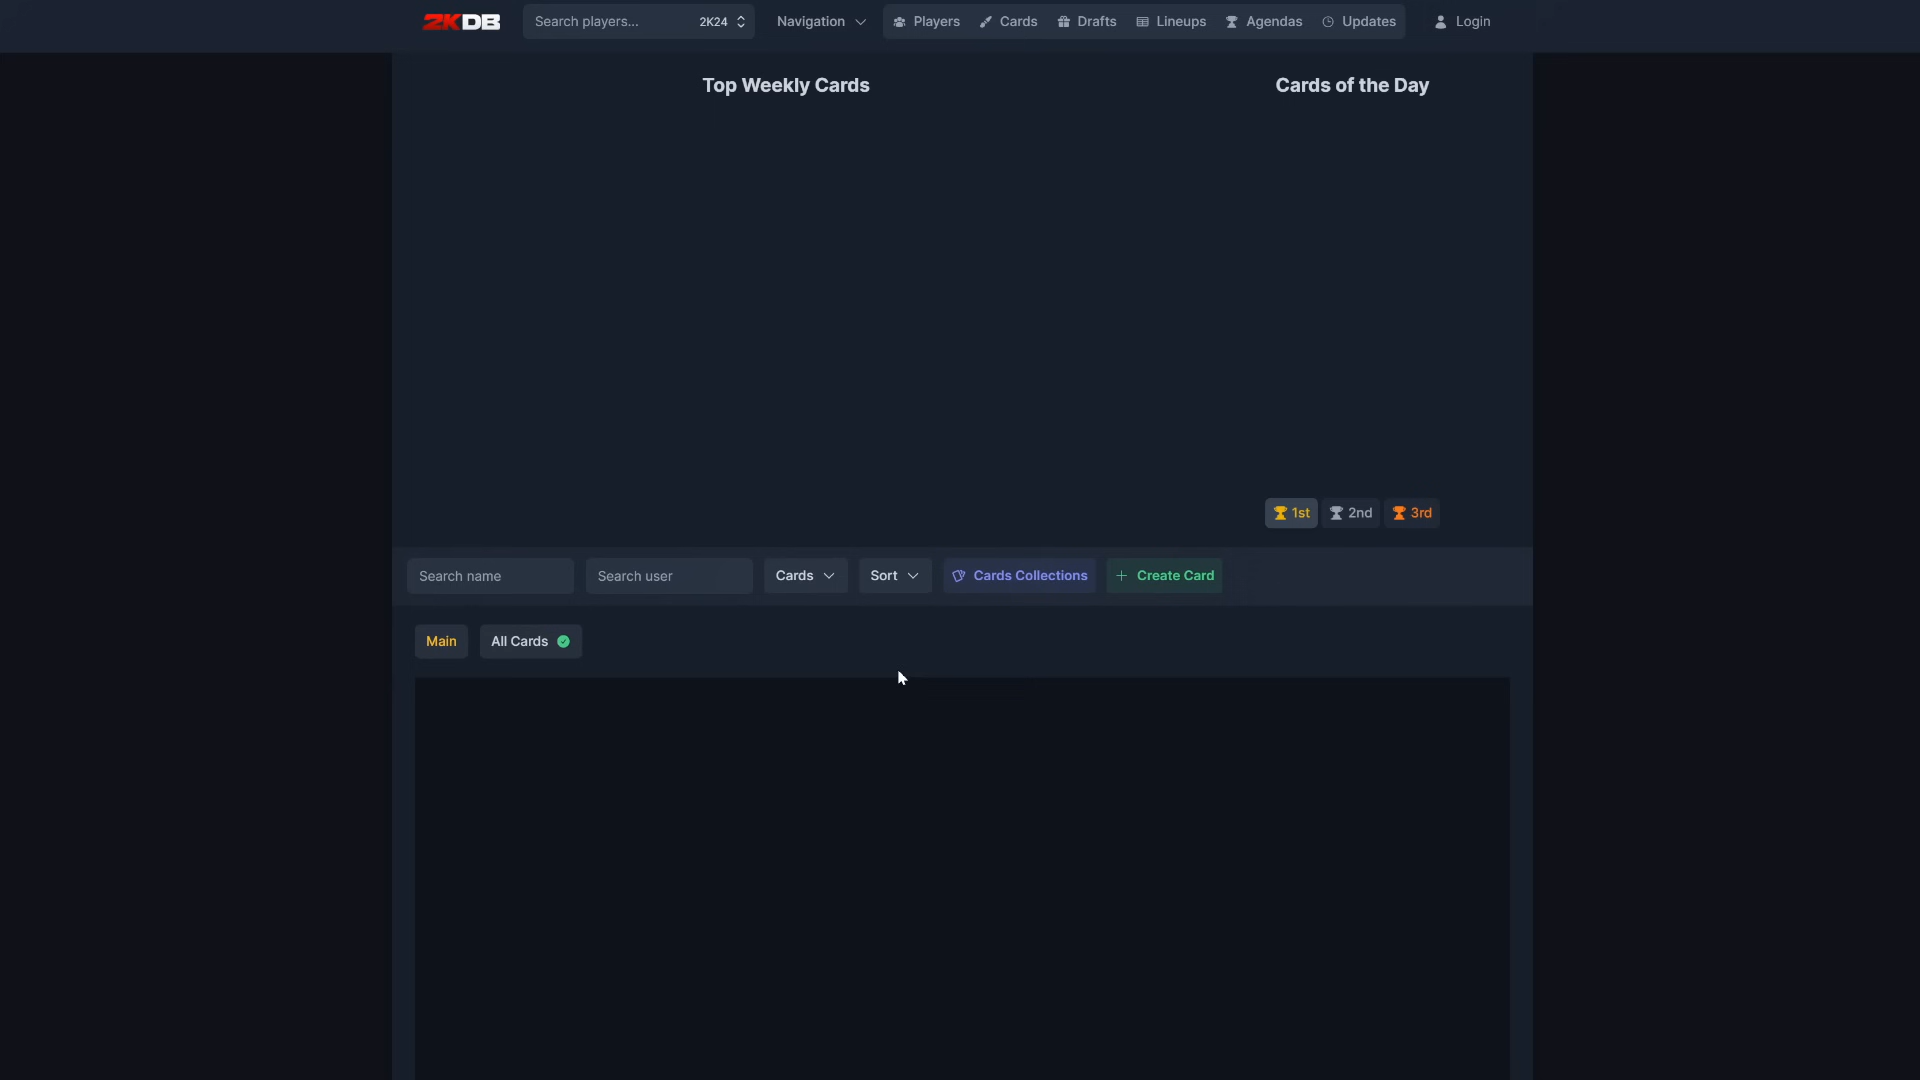 2KDB Search players... 2K24 Navigation Players Cards Drafts Lineups Agendas Updates Login
Top Weekly Cards Cards of the Day
1st 2nd 3rd
Search name Search user Cards Sort Cards Collections + Create Card
Main All Cards